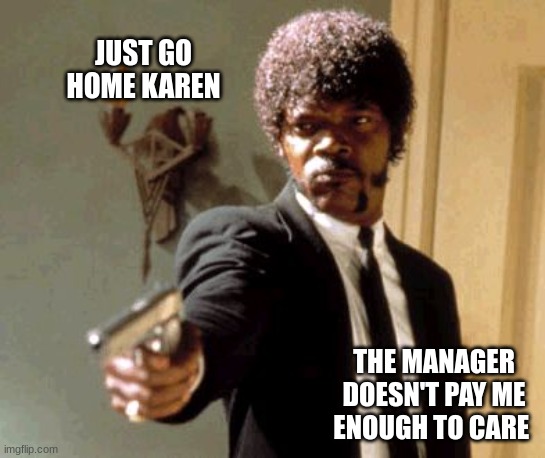 JUST GO
HOME KAREN
THE MANAGER
DOESN'T PAY ME
ENOUGH TO CARE
imgflip.com